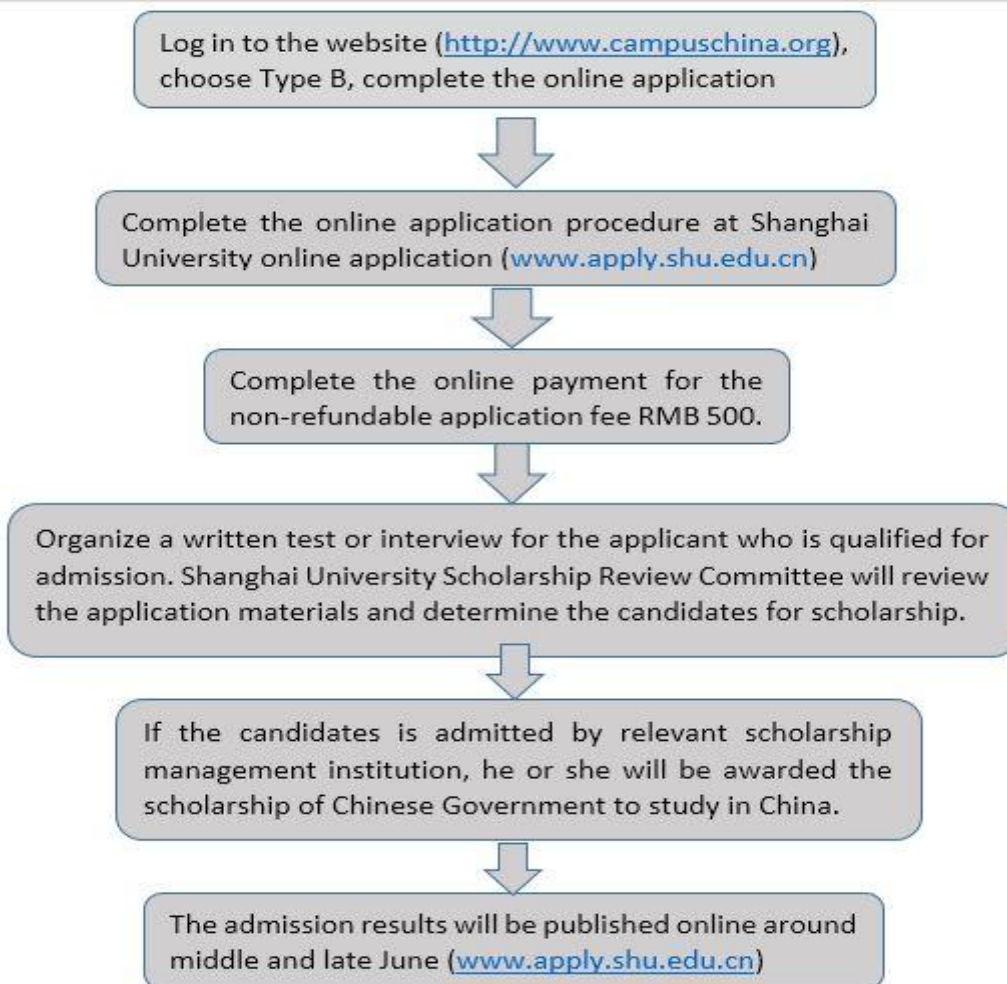 Log in to the website (http://www.campuschina.org),
choose Type B, complete the online application
Complete the online application procedure at Shanghai
University online application (www.apply.shu.edu.cn)
Complete the online payment for the
non-refundable application fee RMB 500.
Organize a written test or interview for the applicant who is qualified for
admission. Shanghai University Scholarship Review Committee will review
the application materials and determine the candidates for scholarship.
If the candidates is admitted by relevant scholarship
management institution, he or she will be awarded the
scholarship of Chinese Government to study in China.
The admission results will be published online around
middle and late June (www.apply.shu.edu.cn)